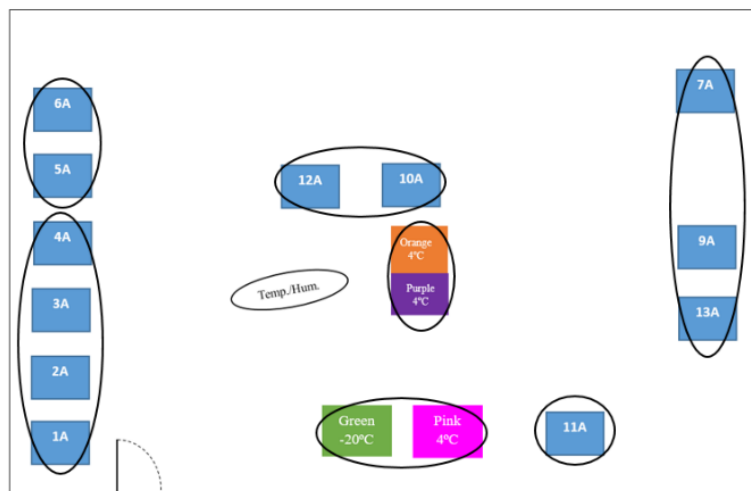 6A
7A
5A
12A
10A
4A
Orange
4°C
9A
Temp./Hum.
Purple
4°C
3A
13A
2A
Green
-20°C
Pink
4°C
11A
1A